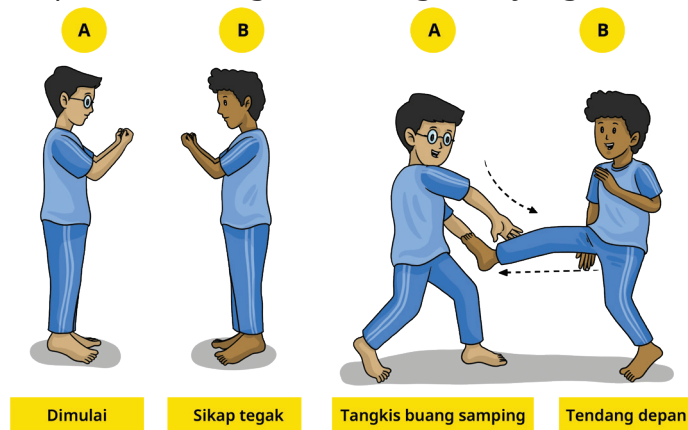 A
B
A
B
Dimulai
Sikap tegak
Tangkis buang samping
Tendang depan